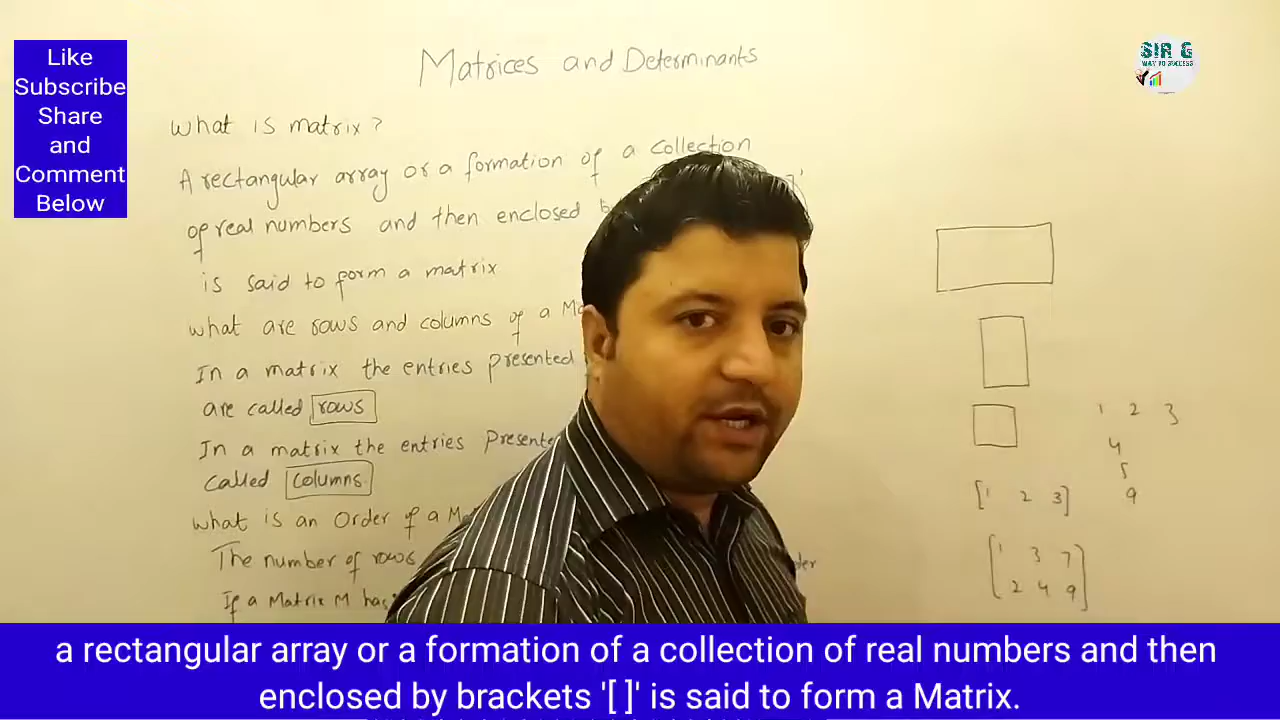 Like
Subscribe
Share
and
Comment
Below
SIR G
WAY TO SUCCESS
Matrices and Determinants
What is matrix?
A rectangular array or a formation of a collection
of real numbers and then enclosed
is said to form a matrix
what are rows and columns of a
In a matrix the entries presented
are called rows
In a matrix the entries
called columns.
what is an Order of a
The number of rows
If a Matrix M has
1 2 3
4
5
9
[1 2 3]
[1 3 7
2 4 9]
a rectangular array or a formation of a collection of real numbers and then
enclosed by brackets '[ ]' is said to form a Matrix.